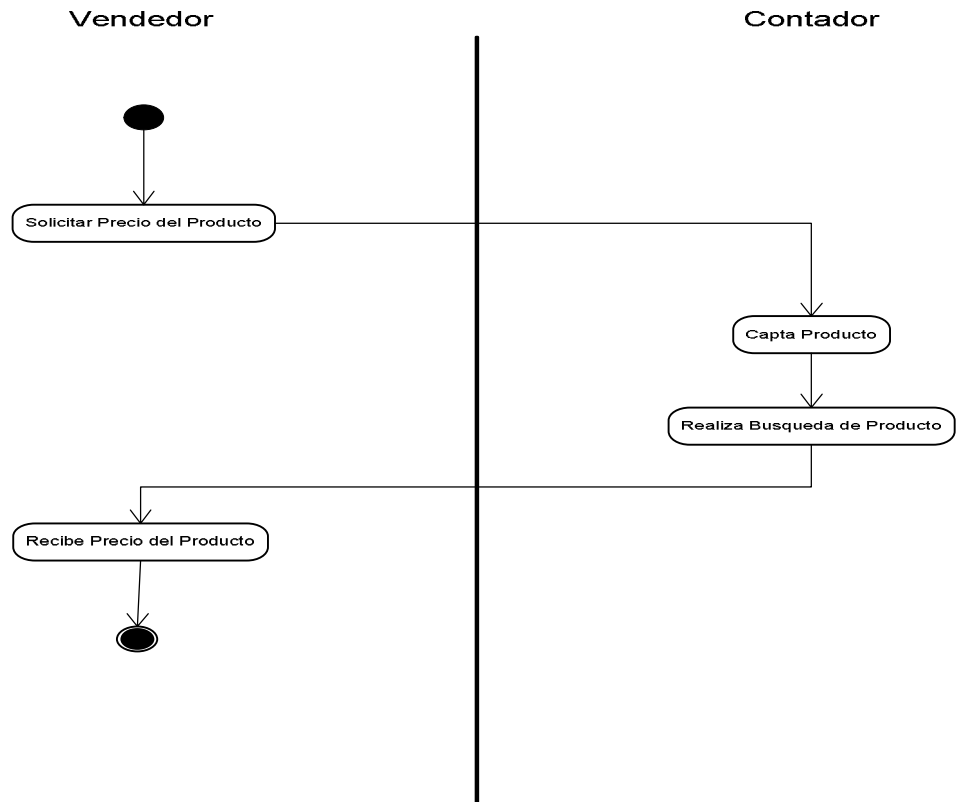 Vendedor
Contador
Solicitar Precio del Producto
Capta Producto
Realiza Busqueda de Producto
Recibe Precio del Producto